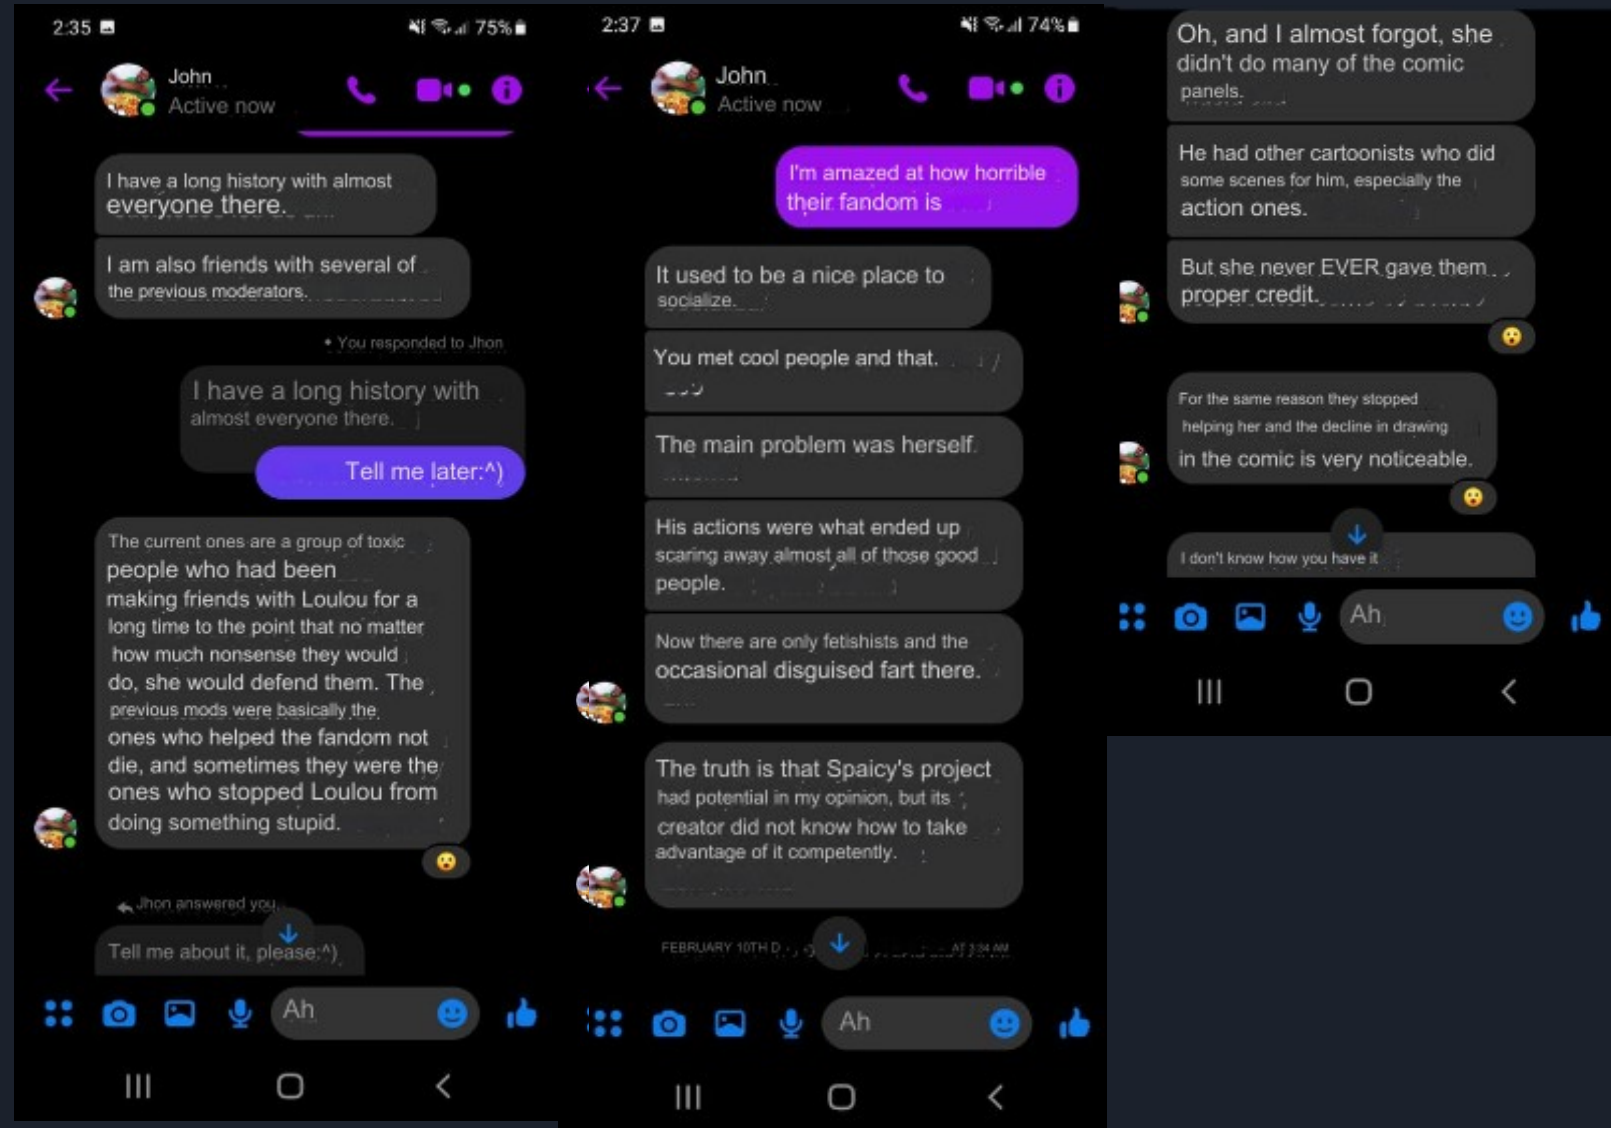 2:35
75%
John
Active now
I have a long history with almost
everyone there.
I am also friends with several of
the previous moderators.
• You responded to Jhon
I have a long history with
almost everyone there.
Tell me later:^)
The current ones are a group of toxic
people who had been
making friends with Loulou for a
long time to the point that no matter
how much nonsense they would
do, she would defend them. The
previous mods were basically the
ones who helped the fandom not
die, and sometimes they were the
ones who stopped Loulou from
doing something stupid.
Jhon answered you
Tell me about it, please:^)
Ah
2:37
74%
John
Active now
I'm amazed at how horrible
their fandom is
It used to be a nice place to
socialize.
You met cool people and that.
The main problem was herself.
His actions were what ended up
scaring away almost all of those good
people.
Now there are only fetishists and the
occasional disguised fart there.
The truth is that Spaicy's project
had potential in my opinion, but its
creator did not know how to take
advantage of it competently.
FEBRUARY 10TH
AT 3:34 AM
Ah
Oh, and I almost forgot, she
didn't do many of the comic
panels.
He had other cartoonists who did
some scenes for him, especially the
action ones.
But she never EVER gave them
proper credit.
For the same reason they stopped
helping her and the decline in drawing
in the comic is very noticeable.
I don't know how you have it
Ah